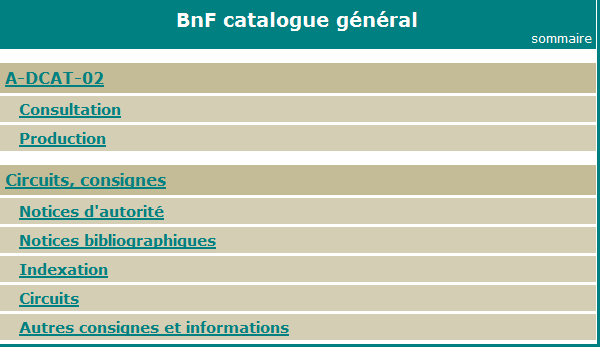 BnF catalogue général
sommaire
A-DCAT-02
Consultation
Production
Circuits, consignes
Notices d'autorité
Notices bibliographiques
Indexation
Circuits
Autres consignes et informations